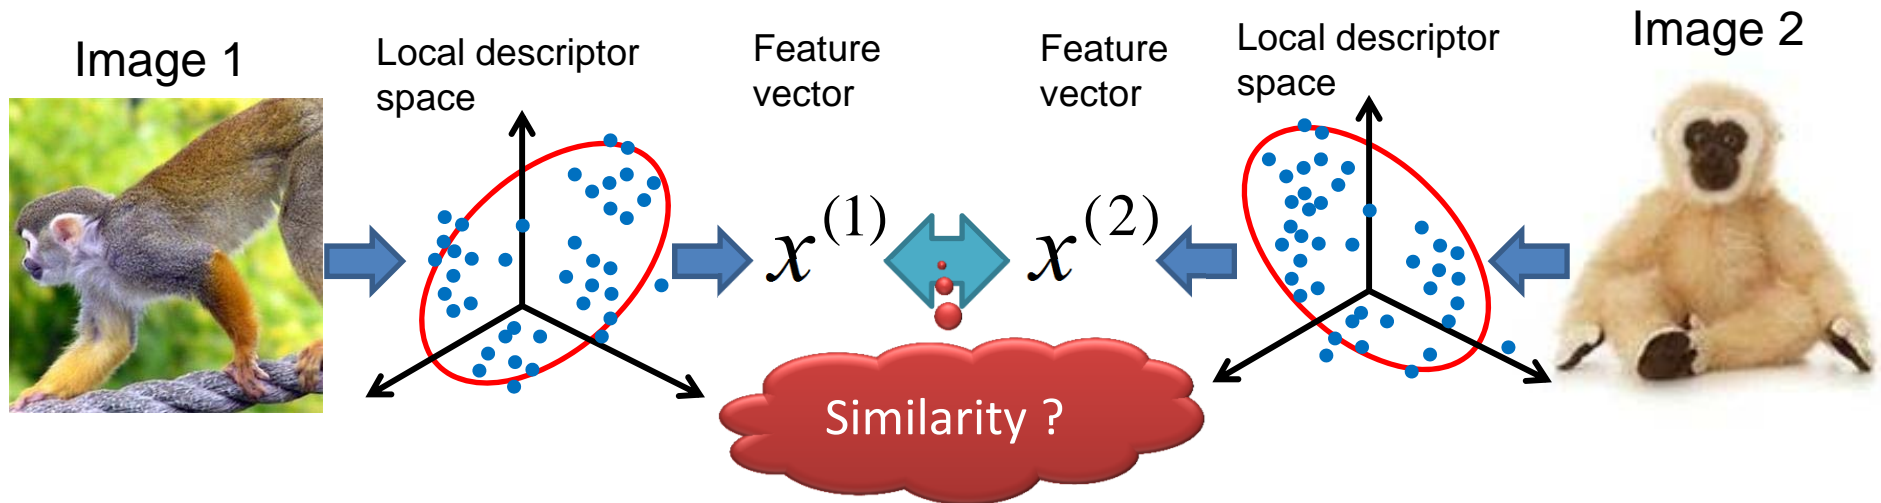 Image 1
Local descriptor
space
Feature
vector
Feature
vector
Local descriptor
space
Image 2
x^(1)
x^(2)
Similarity ?